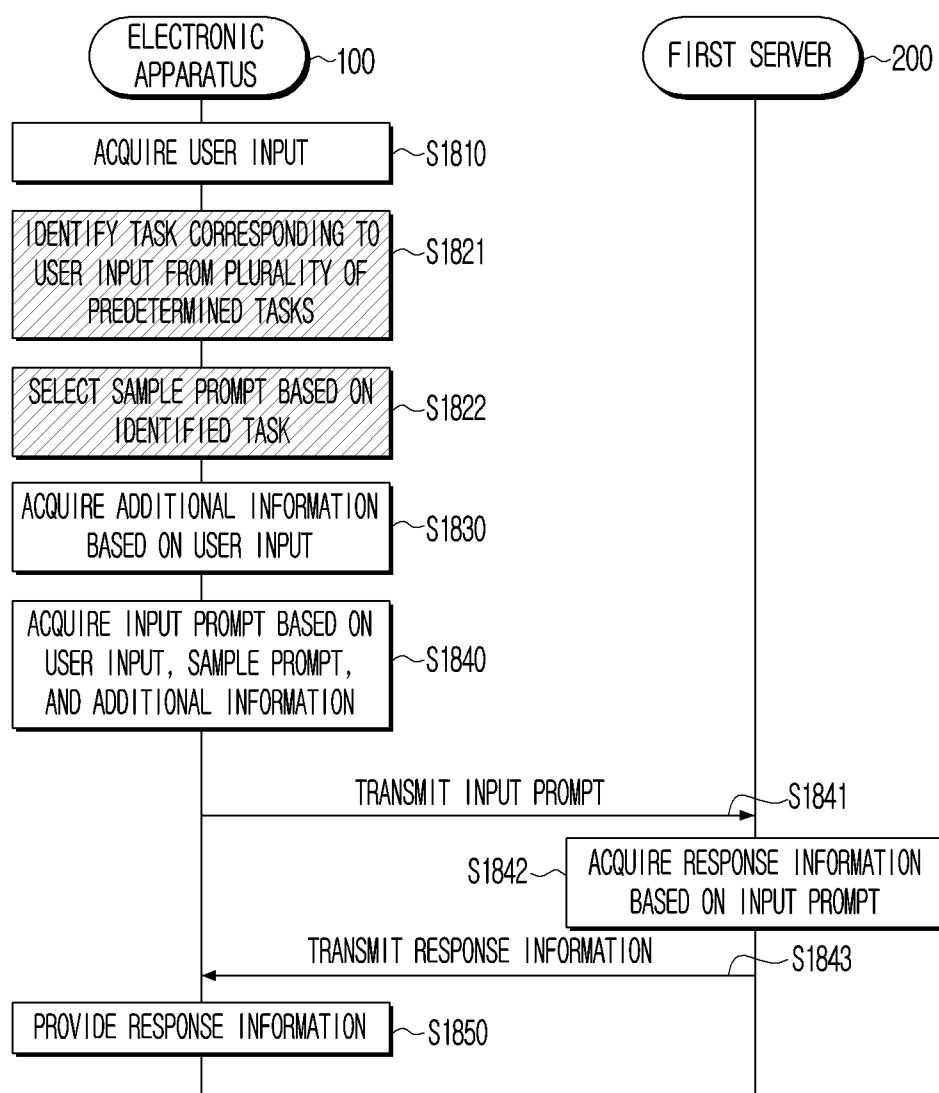 ELECTRONIC
APPARATUS
100
FIRST SERVER
200
ACQUIRE USER INPUT
S1810
IDENTIFY TASK CORRESPONDING TO
USER INPUT FROM PLURALITY OF
PREDETERMINED TASKS
S1821
SELECT SAMPLE PROMPT BASED ON
IDENTIFIED TASK
S1822
ACQUIRE ADDITIONAL INFORMATION
BASED ON USER INPUT
S1830
ACQUIRE INPUT PROMPT BASED ON
USER INPUT, SAMPLE PROMPT,
AND ADDITIONAL INFORMATION
S1840
TRANSMIT INPUT PROMPT
S1841
S1842
ACQUIRE RESPONSE INFORMATION
BASED ON INPUT PROMPT
TRANSMIT RESPONSE INFORMATION
S1843
PROVIDE RESPONSE INFORMATION
S1850